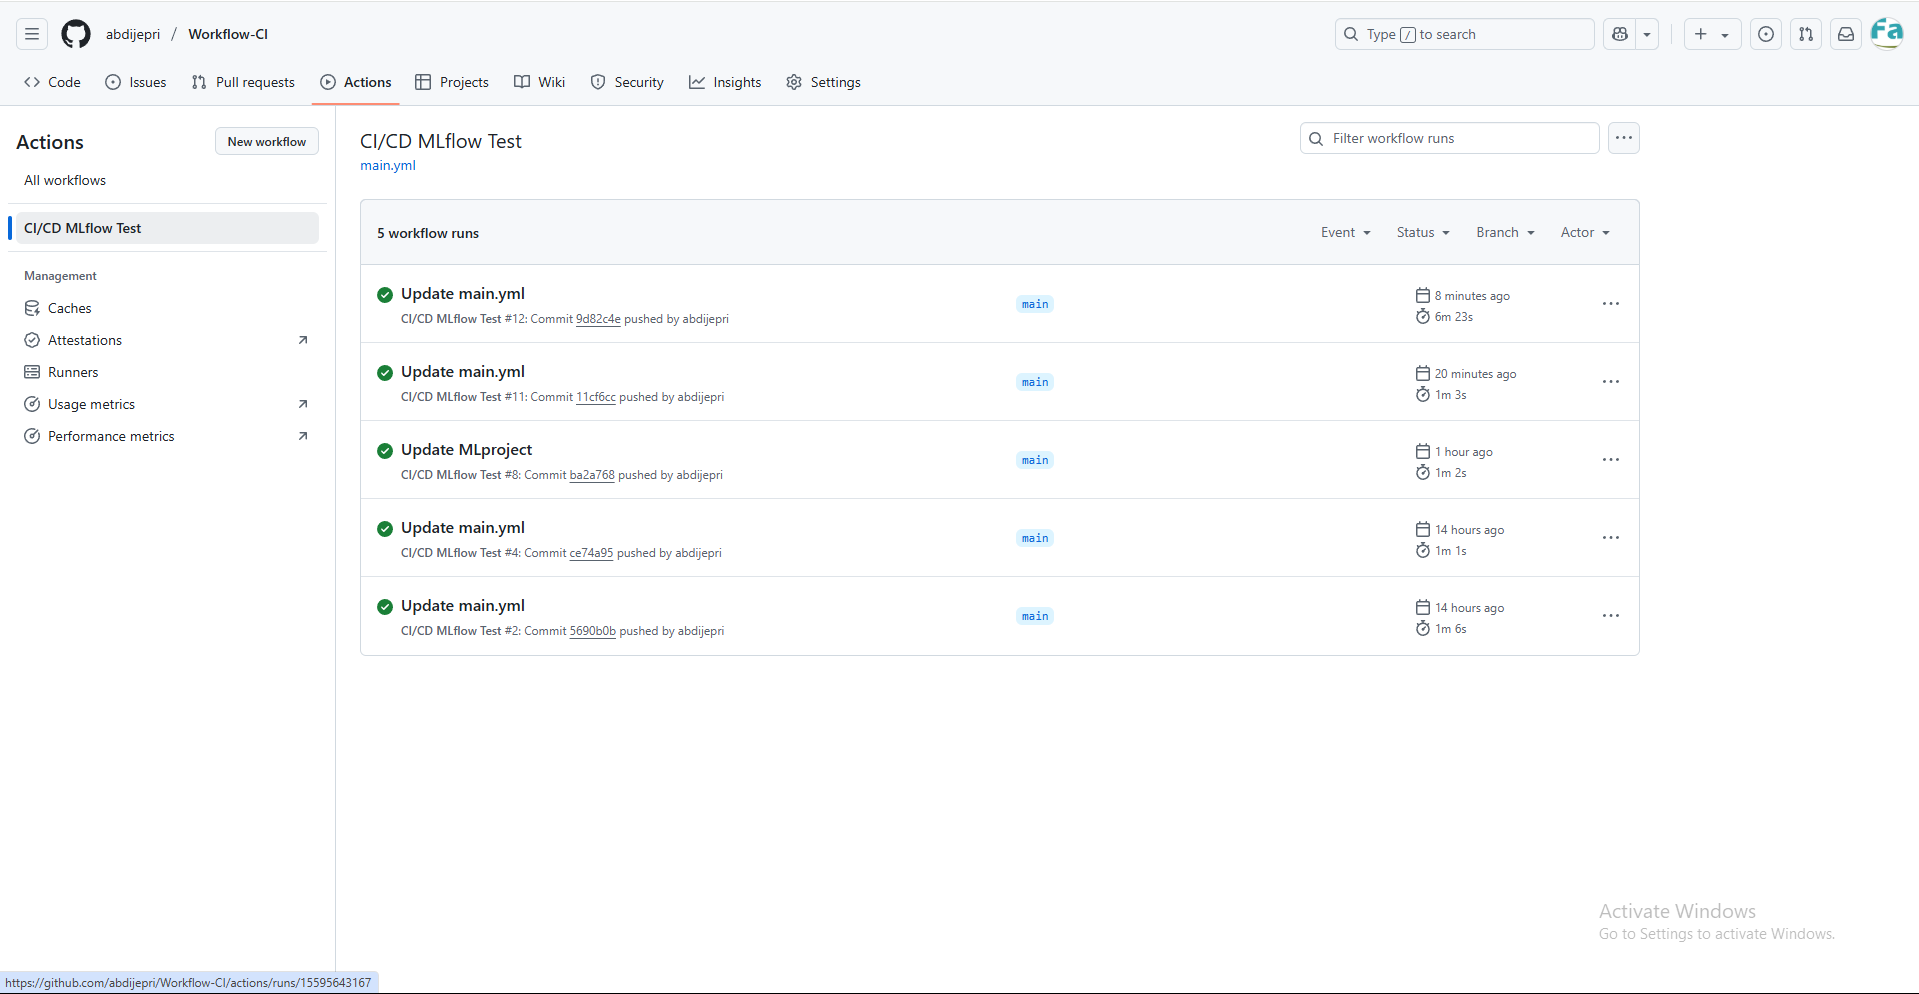 abdijepri / Workflow-CI
Type / to search
Code
Issues
Pull requests
Actions
Projects
Wiki
Security
Insights
Settings
Actions
New workflow
All workflows
CI/CD MLflow Test
Management
Caches
Attestations
Runners
Usage metrics
Performance metrics
CI/CD MLflow Test
main.yml
Filter workflow runs
5 workflow runs
Event
Status
Branch
Actor
Update main.yml
CI/CD MLflow Test #12: Commit 9d82c4e pushed by abdijepri
main
8 minutes ago
6m 23s
Update main.yml
CI/CD MLflow Test #11: Commit 11cf6cc pushed by abdijepri
main
20 minutes ago
1m 3s
Update MLproject
CI/CD MLflow Test #8: Commit ba2a768 pushed by abdijepri
main
1 hour ago
1m 2s
Update main.yml
CI/CD MLflow Test #4: Commit ce74a95 pushed by abdijepri
main
14 hours ago
1m 1s
Update main.yml
CI/CD MLflow Test #2: Commit 5690b0b pushed by abdijepri
main
14 hours ago
1m 6s
Activate Windows
Go to Settings to activate Windows.
https://github.com/abdijepri/Workflow-CI/actions/runs/15595643167
fa